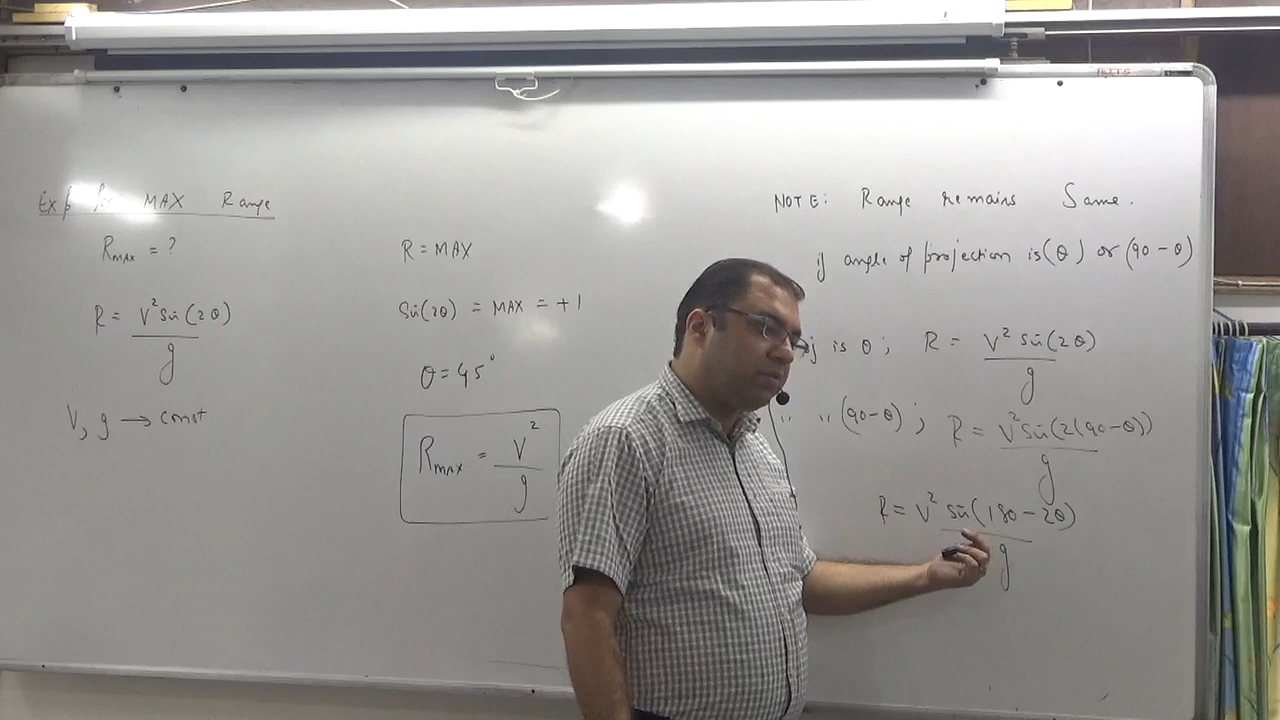 Exp for MAX Range
Rmax = ?
R = V² Sin(2θ) / g
V, g → const
R = MAX
Sin(2θ) = MAX = +1
θ = 45°
Rmax = V² / g
NOTE: Range remains Same.
if angle of projection is (θ) or (90 - θ)
is θ ; R = V² Sin(2θ) / g
" " (90-θ) ; R = V² Sin(2(90-θ)) / g
R = V² Sin(180 - 2θ) / g